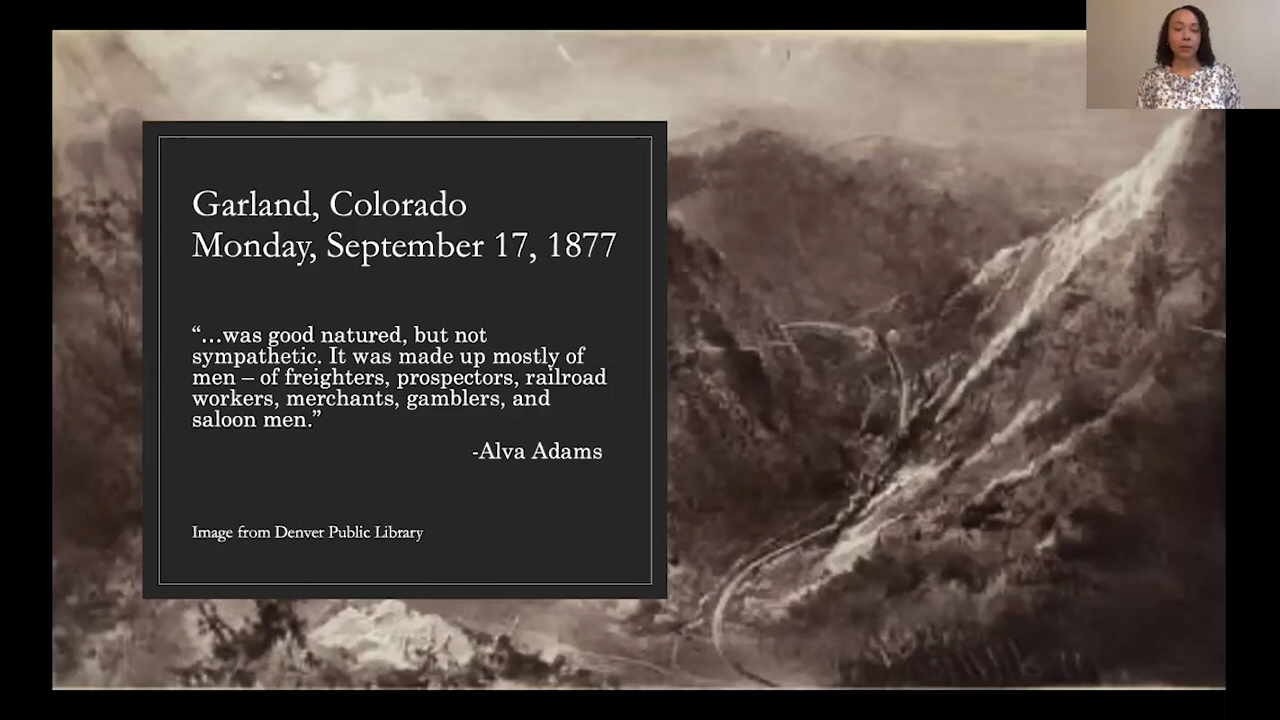 Garland, Colorado
Monday, September 17, 1877
“...was good natured, but not
sympathetic. It was made up mostly of
men – of freighters, prospectors, railroad
workers, merchants, gamblers, and
saloon men.”
-Alva Adams
Image from Denver Public Library